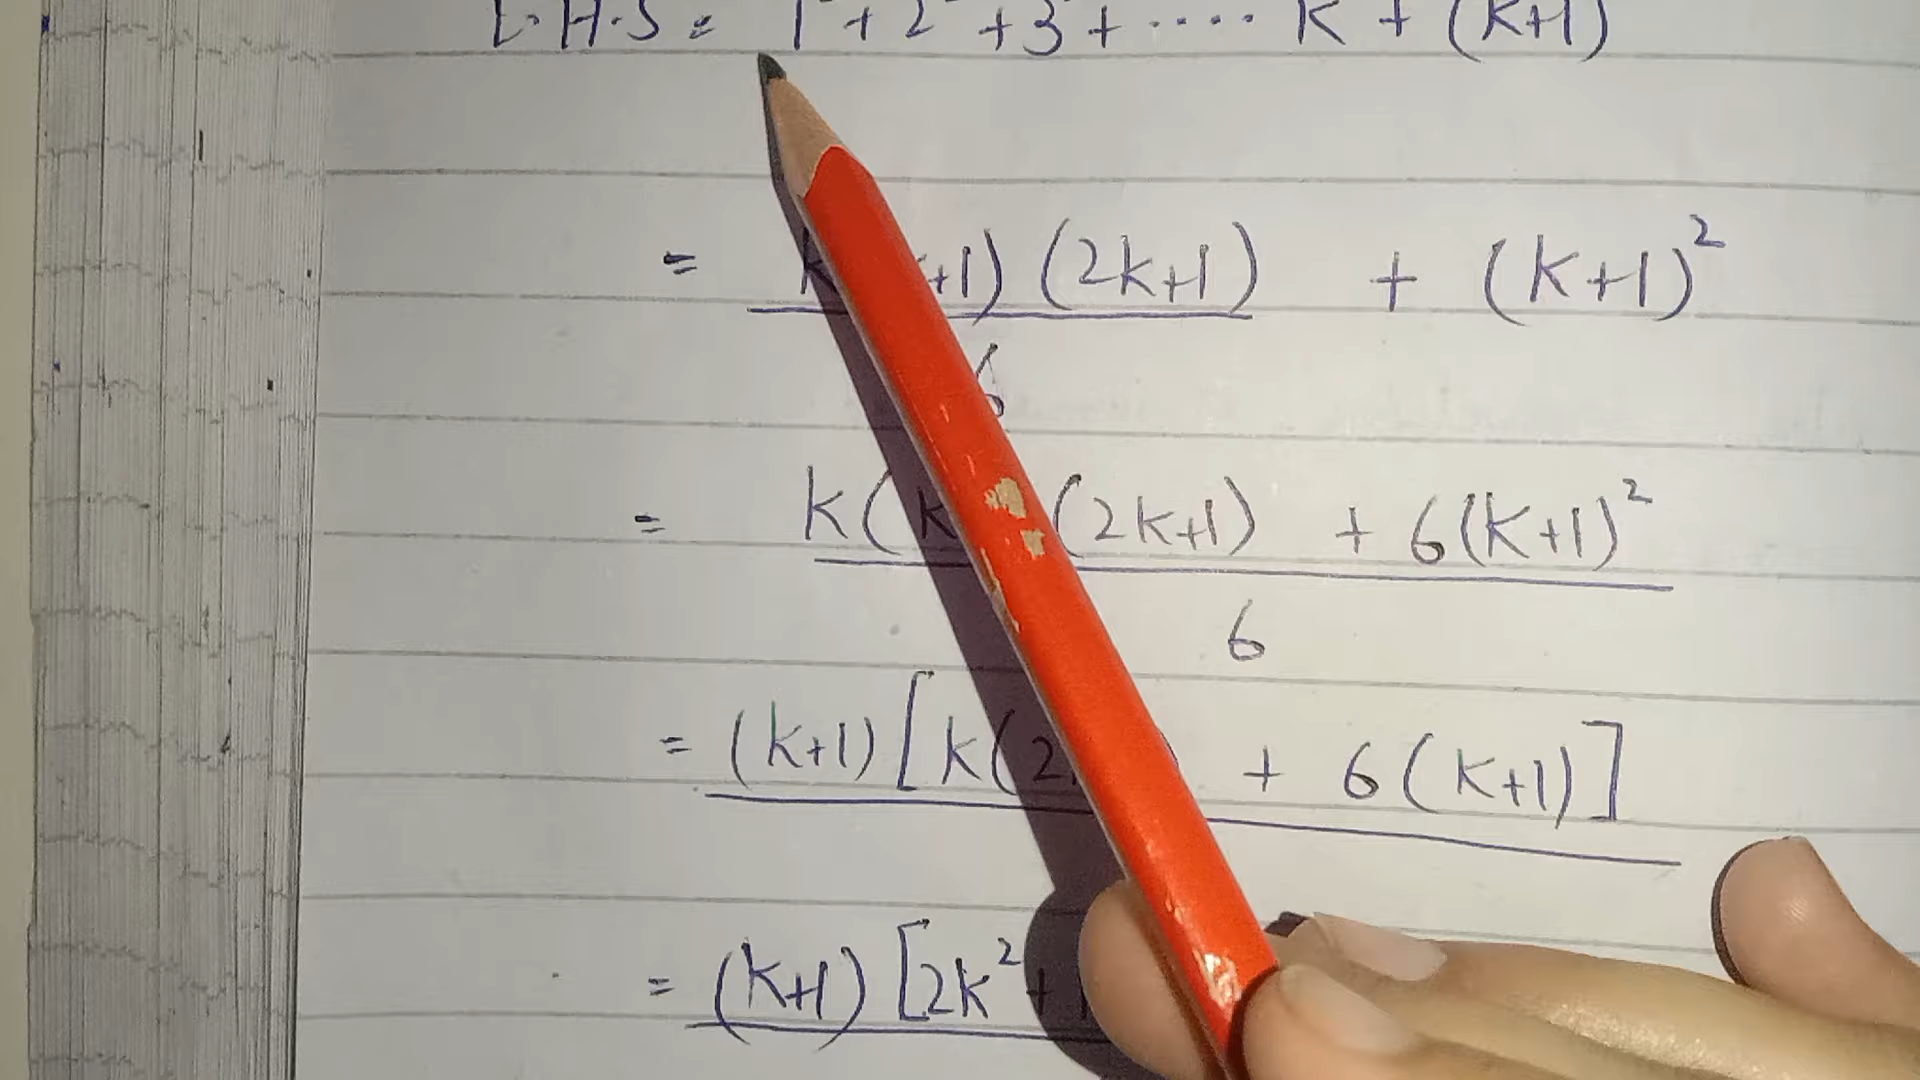 L.H.S = 1 + 2 + 3 + ..... k + (k+1)
= k +1) (2k+1) + (k+1)²
6
= k(k (2k+1) + 6(k+1)²
6
= (k+1) [k(2 ) + 6(k+1)]
= (k+1) [2k² +